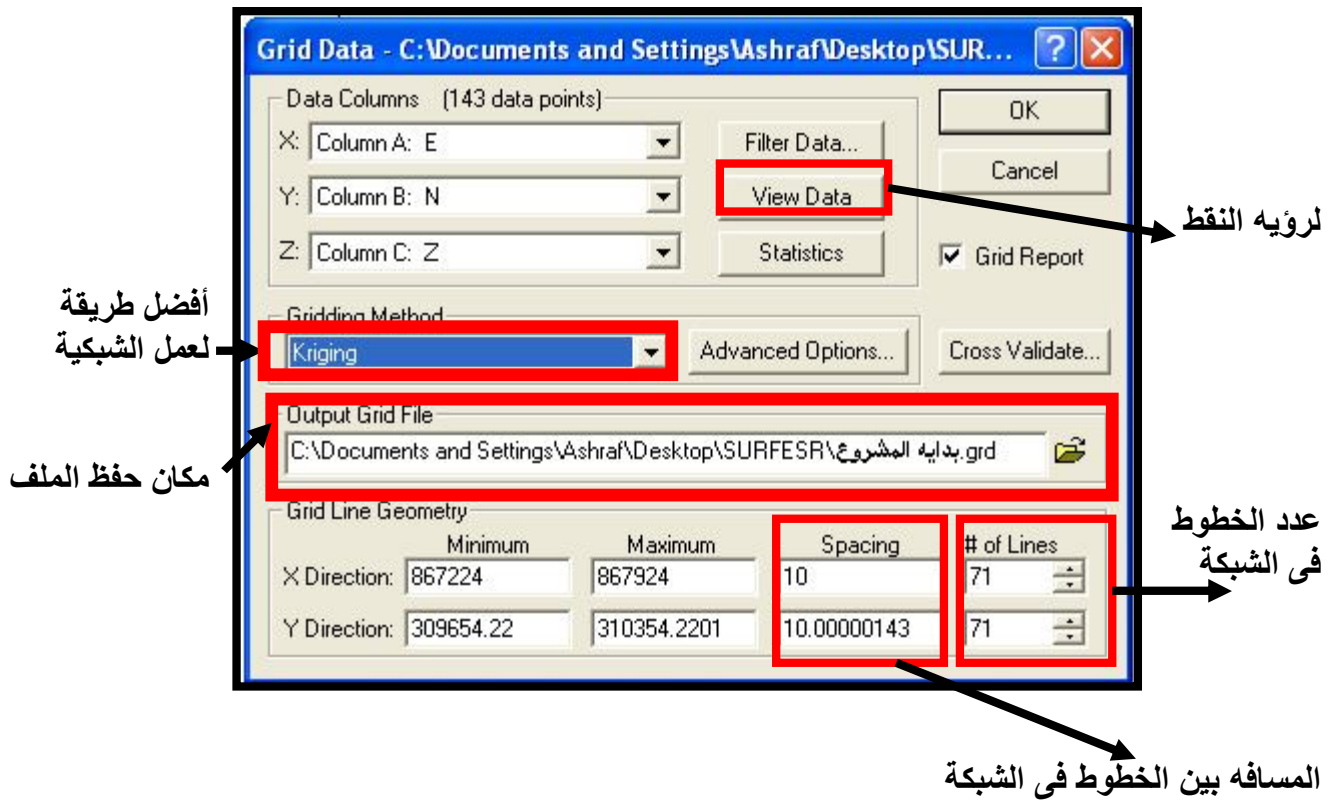 Grid Data - C:\Documents and Settings\Ashraf\Desktop\SUR...
Data Columns (143 data points)
OK
X: Column A: E
Filter Data...
Cancel
Y: Column B: N
View Data
لرؤيه النقط
Z: Column C: Z
Statistics
Grid Report
أفضل طريقة
لعمل الشبكية
Gridding Method
Kriging
Advanced Options...
Cross Validate...
Output Grid File
C:\Documents and Settings\Ashraf\Desktop\SURFESR\بدايه المشروع.grd
مكان حفظ الملف
Grid Line Geometry
عدد الخطوط
فى الشبكة
Minimum Maximum Spacing # of Lines
X Direction: 867224 867924 10 71
Y Direction: 309654.22 310354.2201 10.00000143 71
المسافه بين الخطوط فى الشبكة